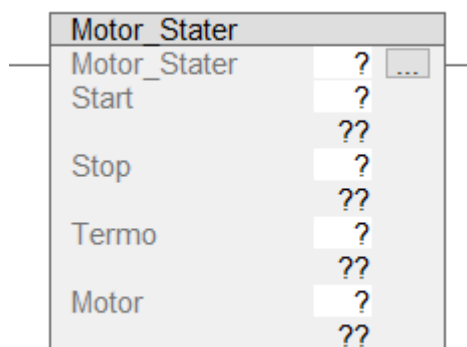 Motor_Stater
Motor_Stater ? ...
Start ?
??
Stop ?
??
Termo ?
??
Motor ?
??